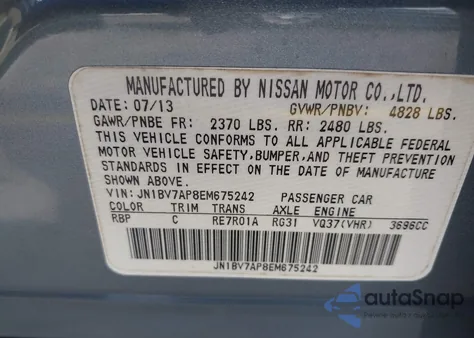 MANUFACTURED BY NISSAN MOTOR CO.,LTD.
DATE: 07/13 GVWR/PNBV: 4828 LBS.
GAWR/PNBE FR: 2370 LBS. RR: 2480 LBS.
THIS VEHICLE CONFORMS TO ALL APPLICABLE FEDERAL
MOTOR VEHICLE SAFETY, BUMPER, AND THEFT PREVENTION
STANDARDS IN EFFECT ON THE DATE OF MANUFACTURE
SHOWN ABOVE.
VIN: JN1BV7AP8EM675242 PASSENGER CAR
COLOR TRIM TRANS AXLE ENGINE
RBP C RE7R01A RG31 VQ37(VHR) 3696CC
JN1BV7AP8EM675242
autoSnap